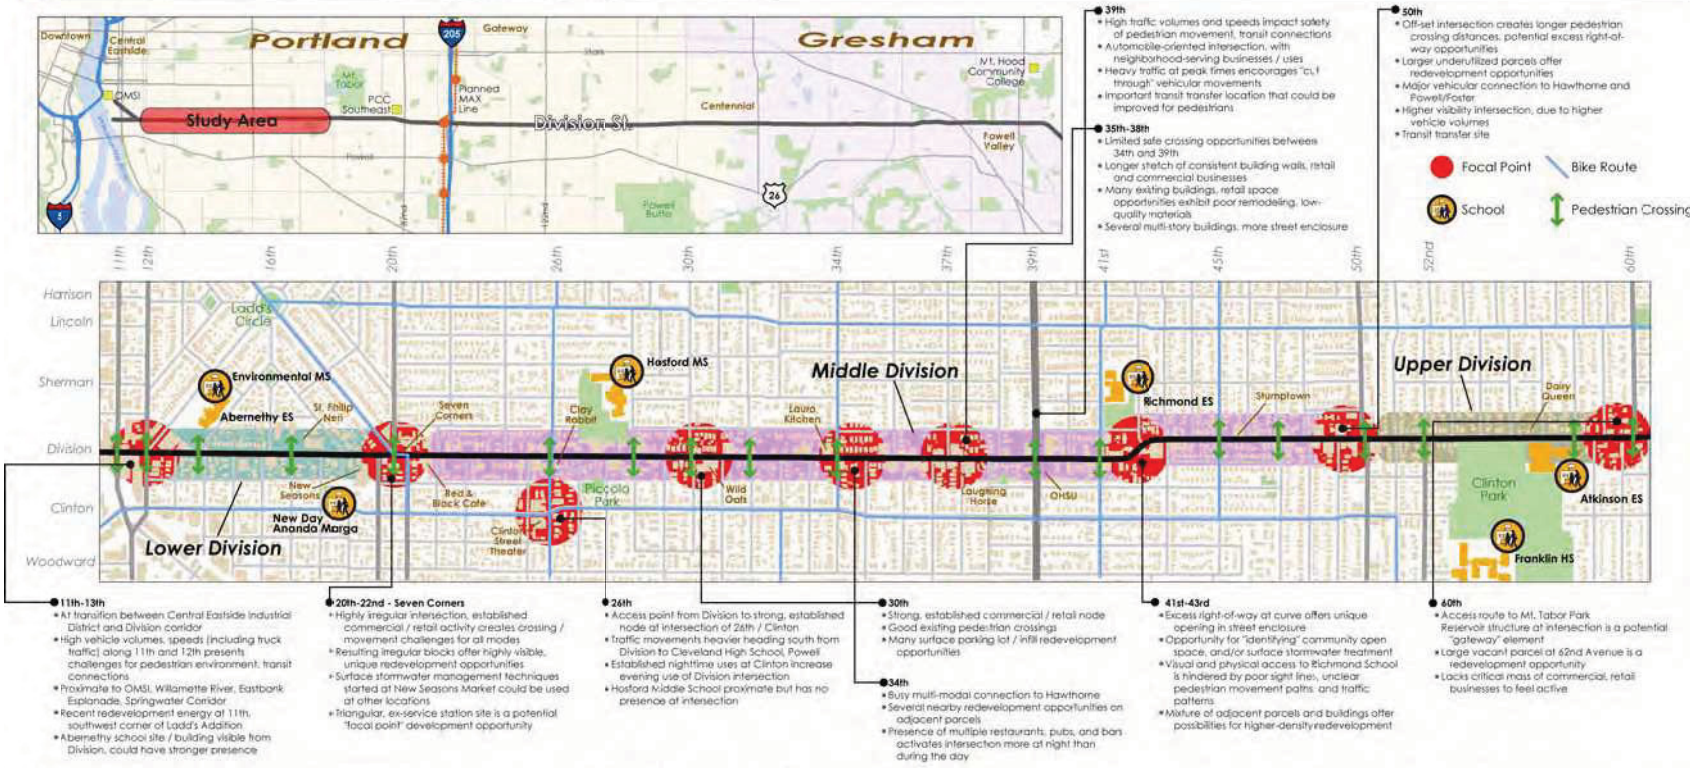 Downtown
Central
Eastside
Portland
205
Gateway
Gresham
Stark
Mt.
Tabor
PCC
Southeast
Planned
MAX
Line
Mt. Hood
Community
College
OMSI
Study Area
Centennial
Division St.
Powell
Powell
Valley
82nd
122nd
Powell
Butte
26
5
39th
• High traffic volumes and speeds impact safety
of pedestrian movement, transit connections
• Automobile-oriented intersection, with
neighborhood-serving businesses / uses
• Heavy traffic at peak times encourages "cut
through" vehicular movements
• Important transit transfer location that could be
improved for pedestrians
35th-38th
• Limited safe crossing opportunities between
34th and 39th
• Longer stretch of consistent building walls, retail
and commercial businesses
• Many existing buildings, retail space
opportunities exhibit poor remodeling, low-
quality materials
• Several multi-story buildings, more street enclosure
50th
• Off-set intersection creates longer pedestrian
crossing distances, potential excess right-of-
way opportunities
• Larger underutilized parcels offer
redevelopment opportunities
• Major vehicular connection to Hawthorne and
Powell/Foster
• Higher visibility intersection, due to higher
vehicle volumes
• Transit transfer site
Focal Point
Bike Route
School
Pedestrian Crossing
11th
12th
16th
20th
26th
30th
34th
37th
39th
41st
45th
50th
52nd
60th
Harrison
Lincoln
Sherman
Division
Clinton
Woodward
Ladd's
Circle
Environmental MS
Abernethy ES
St. Philip
Neri
Seven
Corners
Clay
Rabbit
Hosford MS
Middle Division
Laura
Kitchen
Richmond ES
Stumptown
Upper Division
Dairy
Queen
New
Seasons
New Day
Ananda Marga
Red &
Black Cafe
Clinton
Street
Theater
Piccolo
Park
Wild
Oats
Laughing
Horse
OHSU
Clinton
Park
Atkinson ES
Franklin HS
Lower Division
11th-13th
• At transition between Central Eastside Industrial
District and Division corridor
• High vehicle volumes, speeds (including truck
traffic) along 11th and 12th presents
challenges for pedestrian environment, transit
connections
• Proximate to OMSI, Willamette River, Eastbank
Esplanade, Springwater Corridor
• Recent redevelopment energy at 11th,
southwest corner of Ladd's Addition
• Abernethy school site / building visible from
Division, could have stronger presence
20th-22nd - Seven Corners
• Highly irregular intersection, established
commercial / retail activity creates crossing /
movement challenges for all modes
• Resulting irregular blocks offer highly visible,
unique redevelopment opportunities
• Surface stormwater management techniques
started at New Seasons Market could be used
at other locations
• Triangular, ex-service station site is a potential
"focal point" development opportunity
26th
• Access point from Division to strong, established
node at intersection of 26th / Clinton
• Traffic movements heavier heading south from
Division to Cleveland High School, Powell
• Established nighttime uses at Clinton increase
evening use of Division intersection
• Hosford Middle School proximate but has no
presence at intersection
30th
• Strong, established commercial / retail node
• Good existing pedestrian crossings
• Many surface parking lot / infill redevelopment
opportunities
34th
• Busy multi-modal connection to Hawthorne
• Several nearby redevelopment opportunities on
adjacent parcels
• Presence of multiple restaurants, pubs, and bars
activates intersection more at night than
during the day
41st-43rd
• Excess right-of-way at curve offers unique
opening in street enclosure
• Opportunity for "identifying" community open
space, and/or surface stormwater treatment
• Visual and physical access to Richmond School
is hindered by poor sight lines, unclear
pedestrian movement paths, and traffic
patterns
• Mixture of adjacent parcels and buildings offer
possibilities for higher-density redevelopment
60th
• Access route to Mt. Tabor Park
Reservoir structure at intersection is a potential
"gateway" element
• Large vacant parcel at 62nd Avenue is a
redevelopment opportunity
• Lacks critical mass of commercial, retail
businesses to feel active